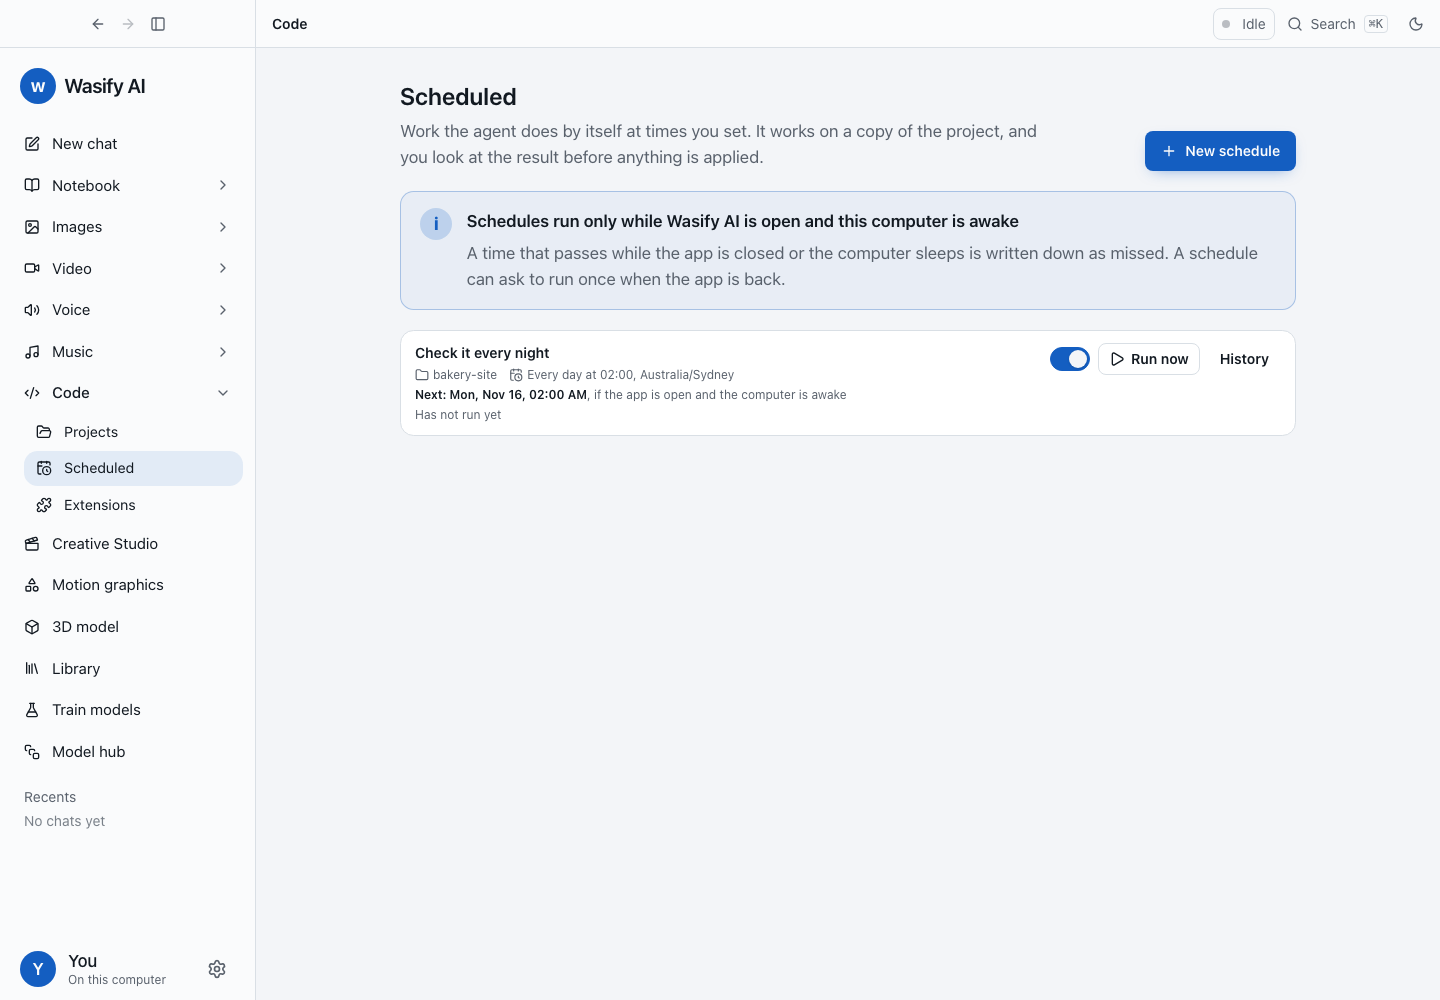 Code
Idle
Search ⌘K
W Wasify AI
New chat
Notebook
Images
Video
Voice
Music
Code
Projects
Scheduled
Extensions
Creative Studio
Motion graphics
3D model
Library
Train models
Model hub
Recents
No chats yet
Y You
On this computer
Scheduled
Work the agent does by itself at times you set. It works on a copy of the project, and
you look at the result before anything is applied.
New schedule
i Schedules run only while Wasify AI is open and this computer is awake
A time that passes while the app is closed or the computer sleeps is written down as missed. A schedule
can ask to run once when the app is back.
Check it every night
bakery-site Every day at 02:00, Australia/Sydney
Next: Mon, Nov 16, 02:00 AM, if the app is open and the computer is awake
Has not run yet
Run now
History